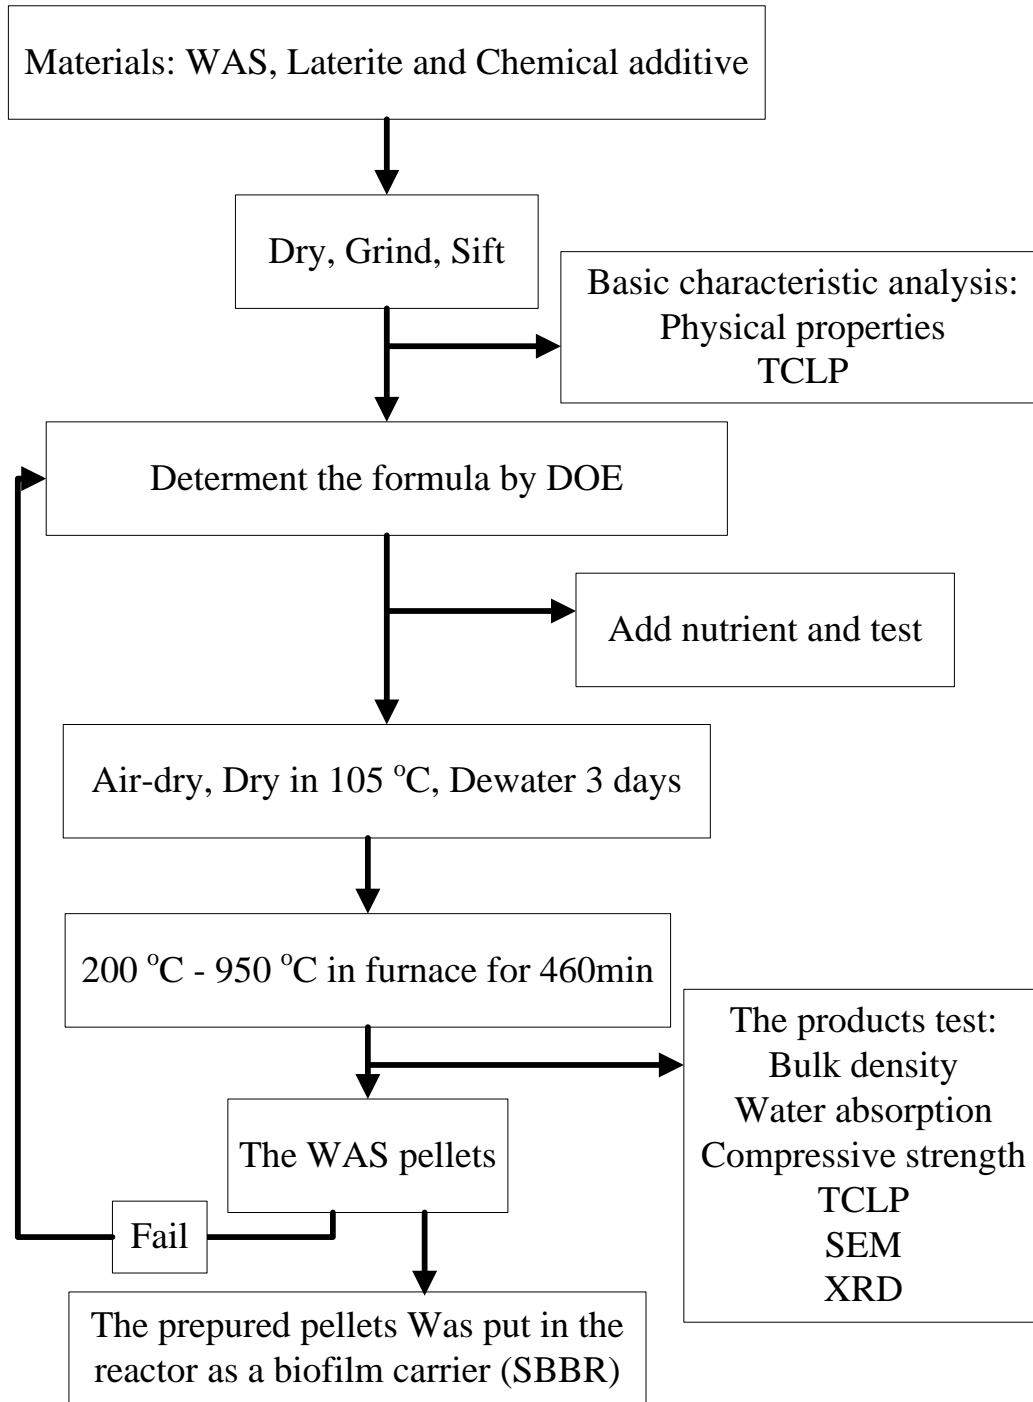 Materials: WAS, Laterite and Chemical additive
Dry, Grind, Sift
Basic characteristic analysis:
Physical properties
TCLP
Determent the formula by DOE
Add nutrient and test
Air-dry, Dry in 105 °C, Dewater 3 days
200 °C - 950 °C in furnace for 460min
The products test:
Bulk density
Water absorption
Compressive strength
TCLP
SEM
XRD
The WAS pellets
Fail
The prepured pellets Was put in the
reactor as a biofilm carrier (SBBR)